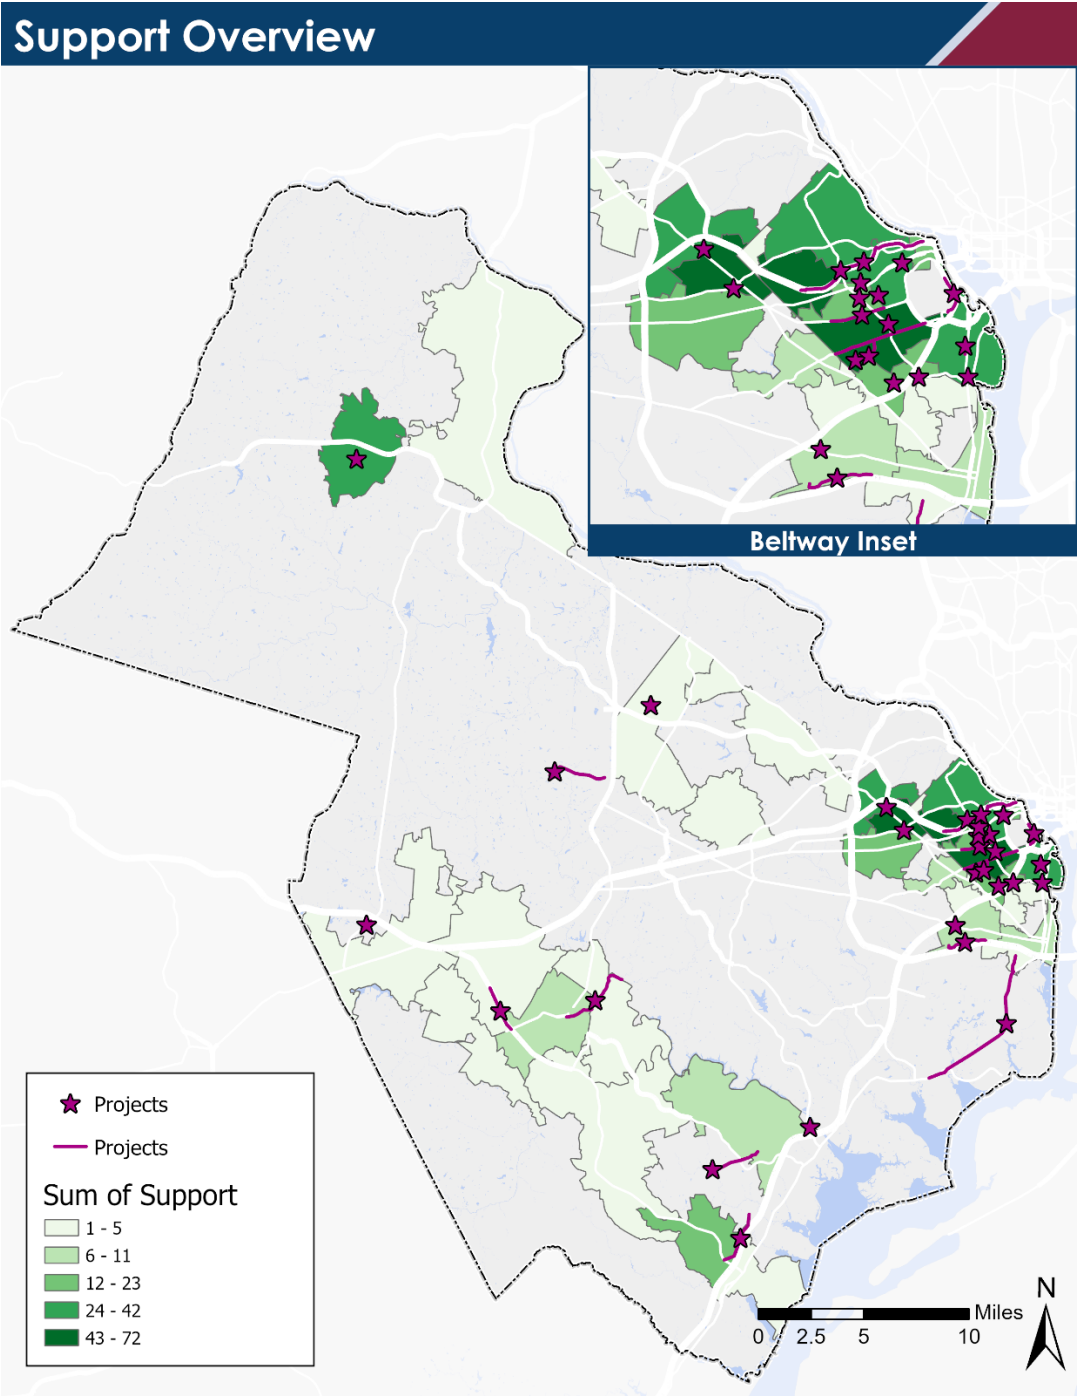 Support Overview
Beltway Inset
Projects
Projects
Sum of Support
1 - 5
6 - 11
12 - 23
24 - 42
43 - 72
N
Miles
0 2.5 5 10